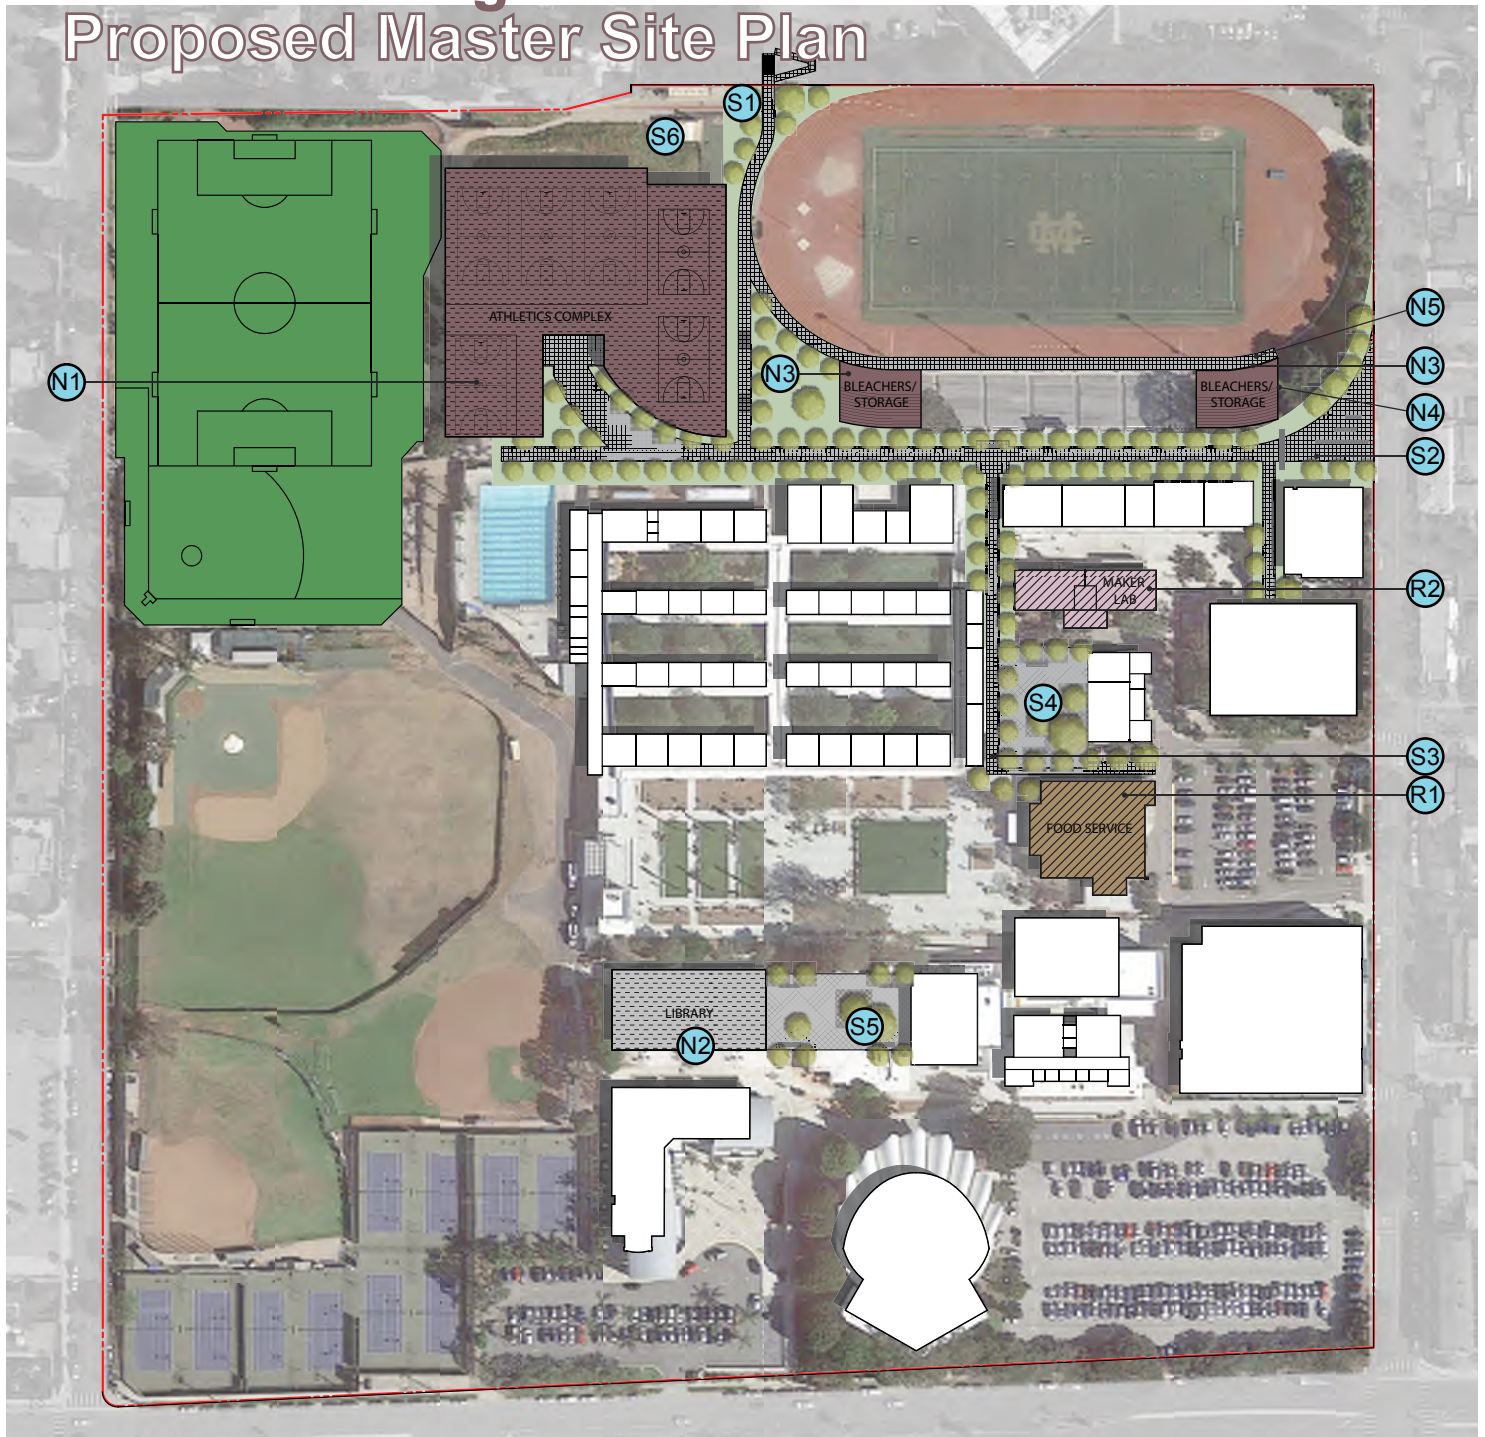 Proposed Master Site Plan
S1
S6
N5
ATHLETICS COMPLEX
N1
N3
BLEACHERS/
STORAGE
BLEACHERS/
STORAGE
N3
N4
S2
MAKER
LAB
R2
S4
S3
R1
FOOD SERVICE
LIBRARY
N2
S5
MC